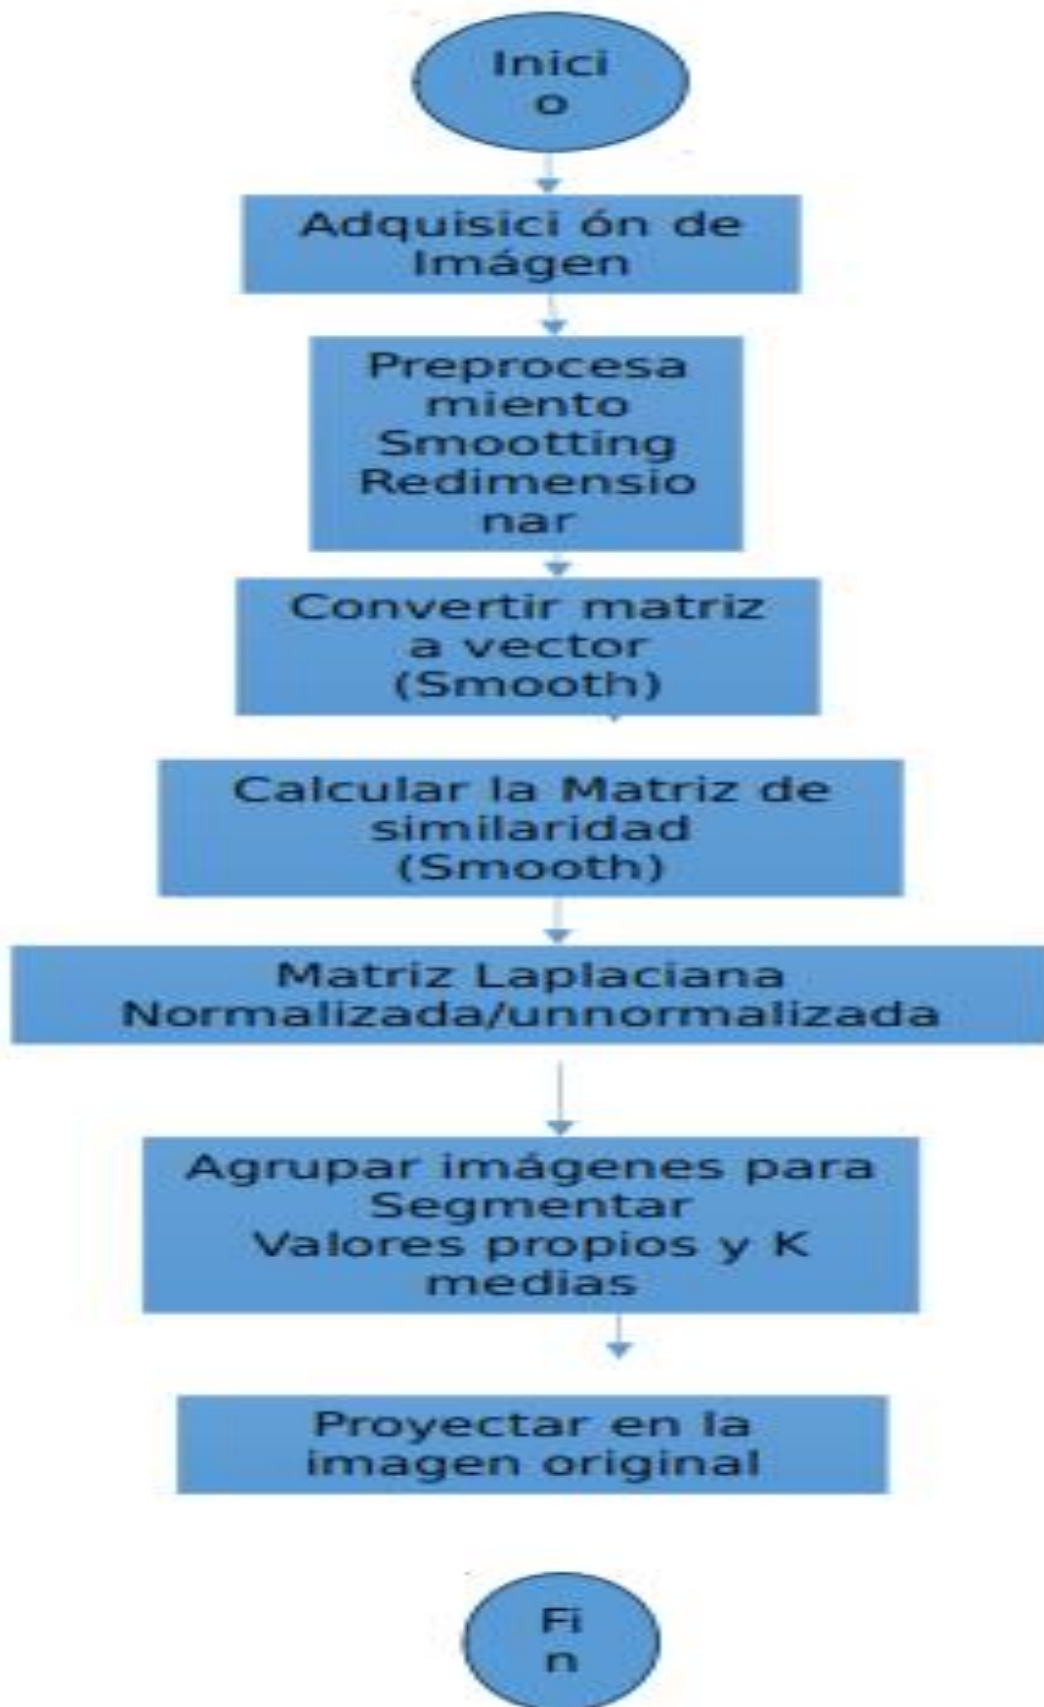 Inici
o
Adquisici ón de
Imágen
Preprocesa
miento
Smootting
Redimensio
nar
Convertir matriz
a vector
(Smooth)
Calcular la Matriz de
similaridad
(Smooth)
Matriz Laplaciana
Normalizada/unnormalizada
Agrupar imágenes para
Segmentar
Valores propios y K
medias
Proyectar en la
imagen original
Fi
n